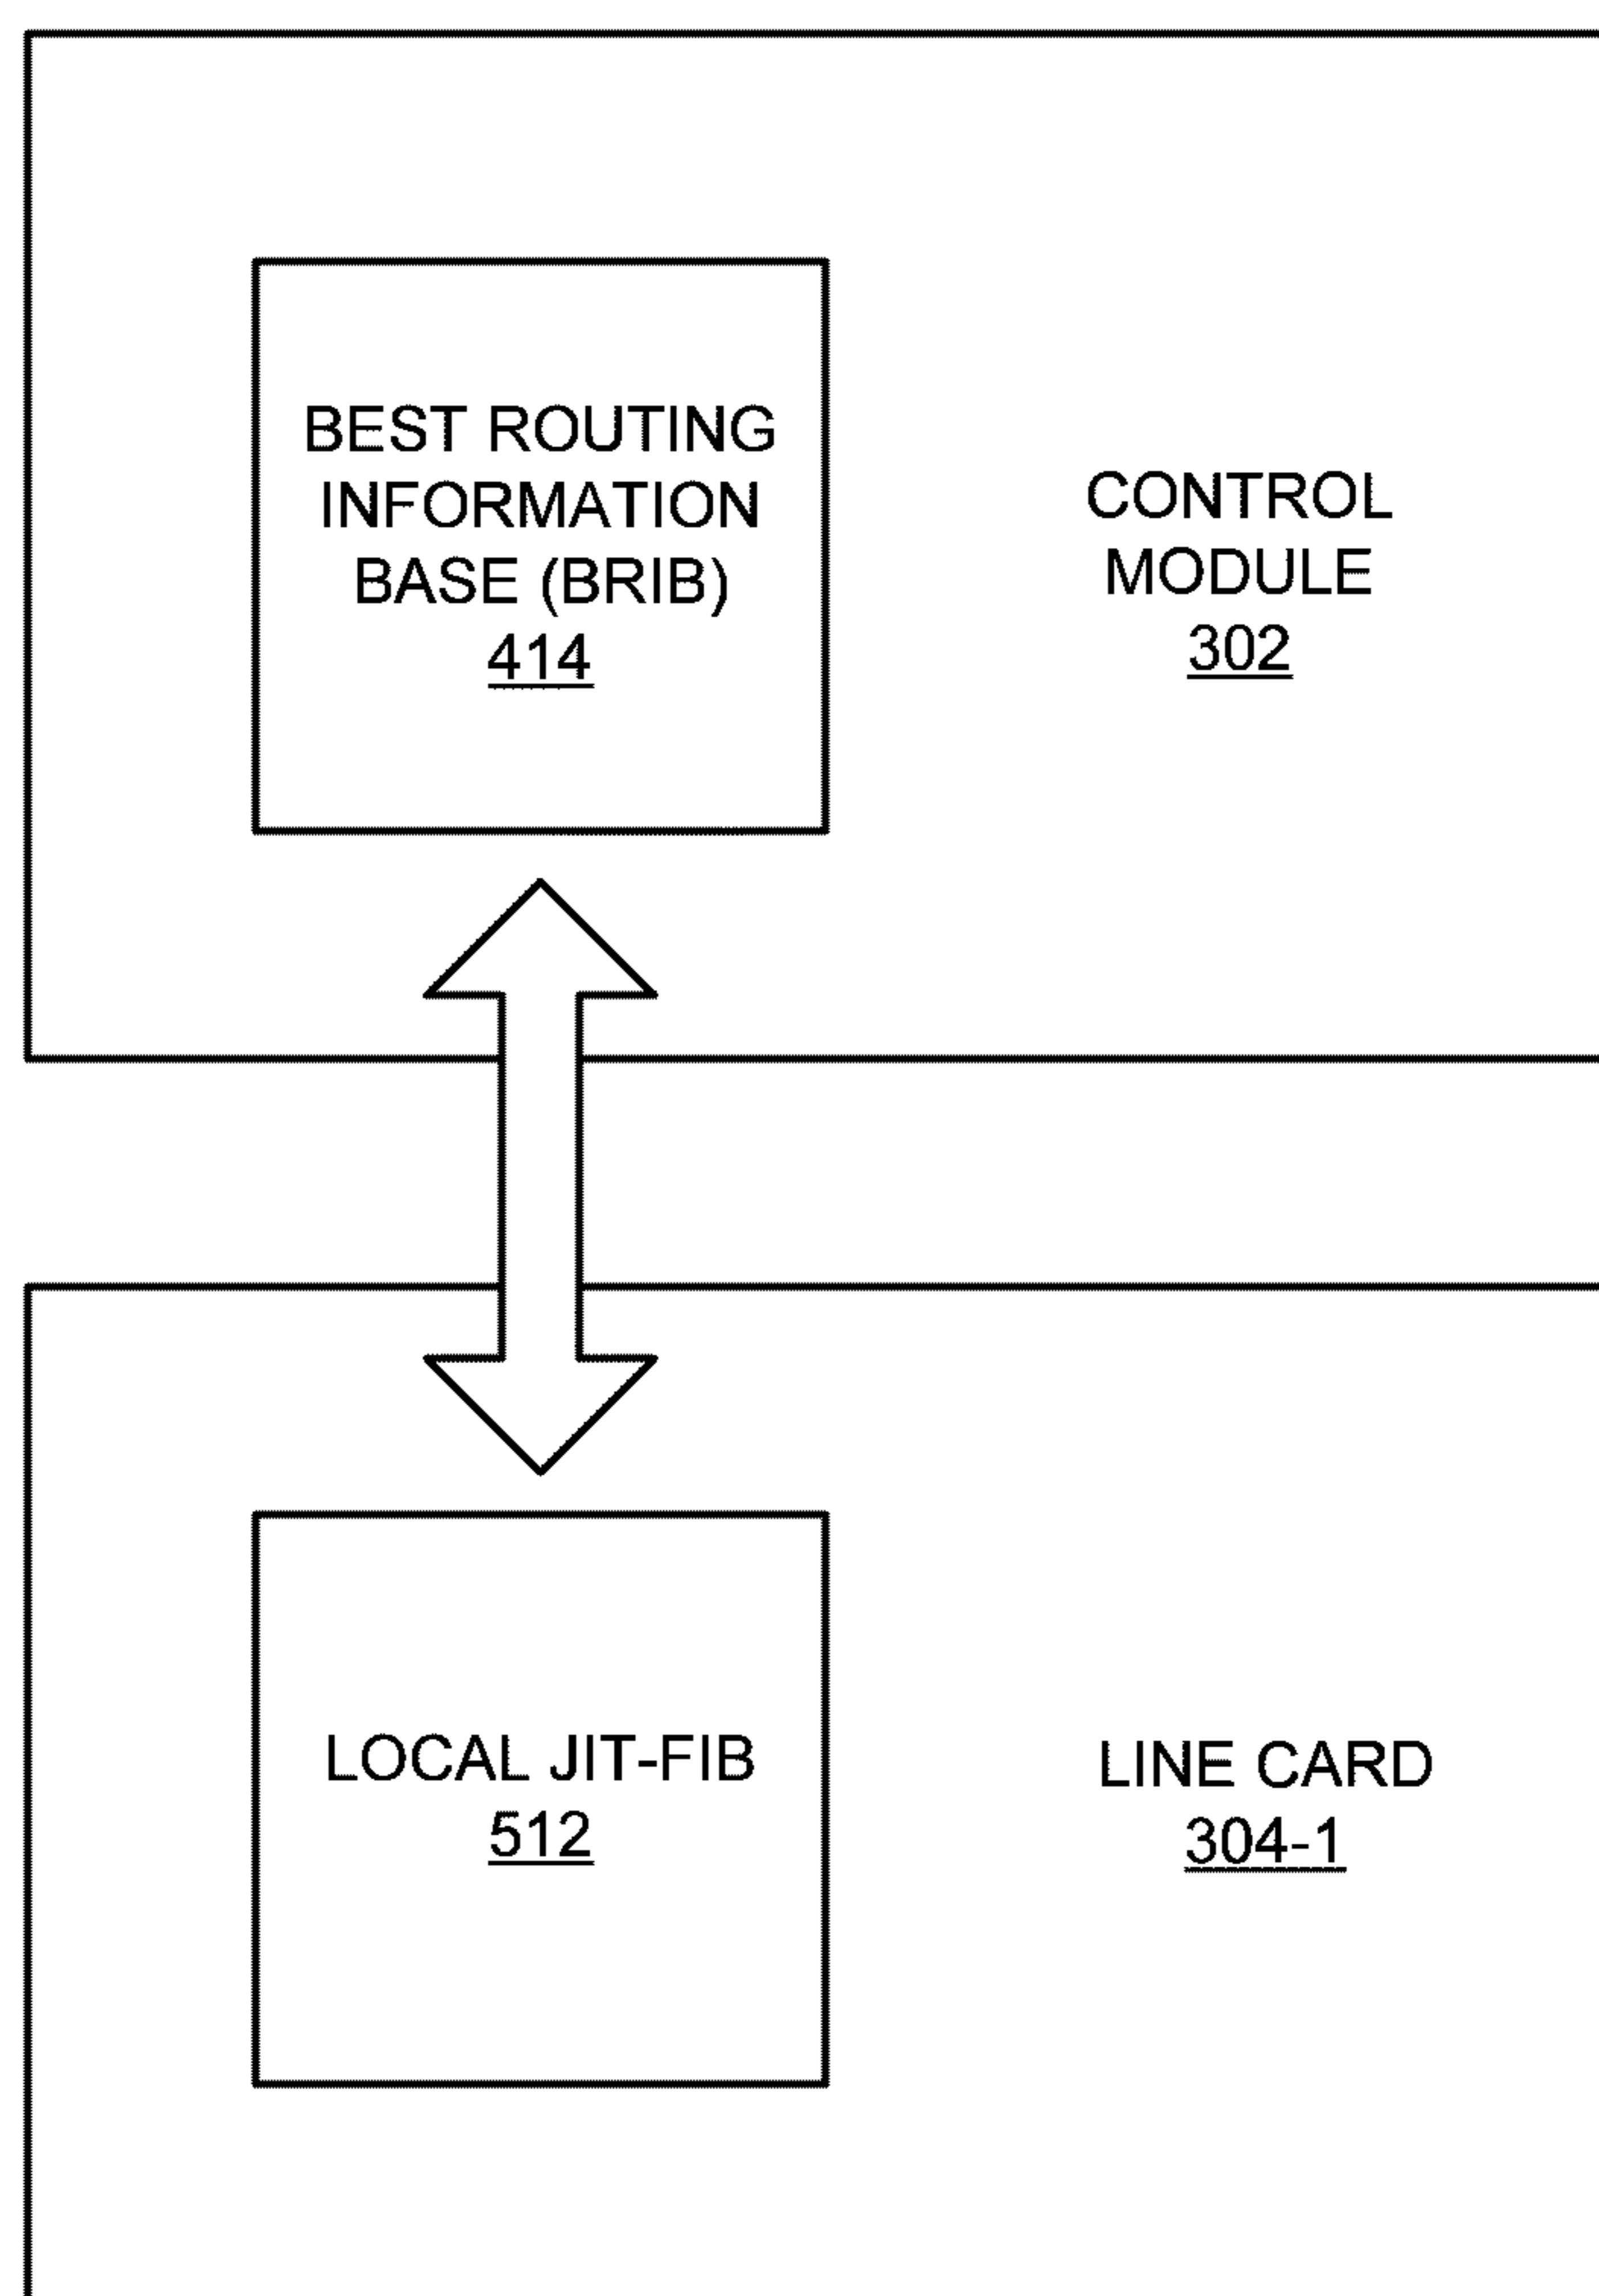 BEST ROUTING
INFORMATION
BASE (BRIB)
414
CONTROL
MODULE
302
LOCAL JIT-FIB
512
LINE CARD
304-1